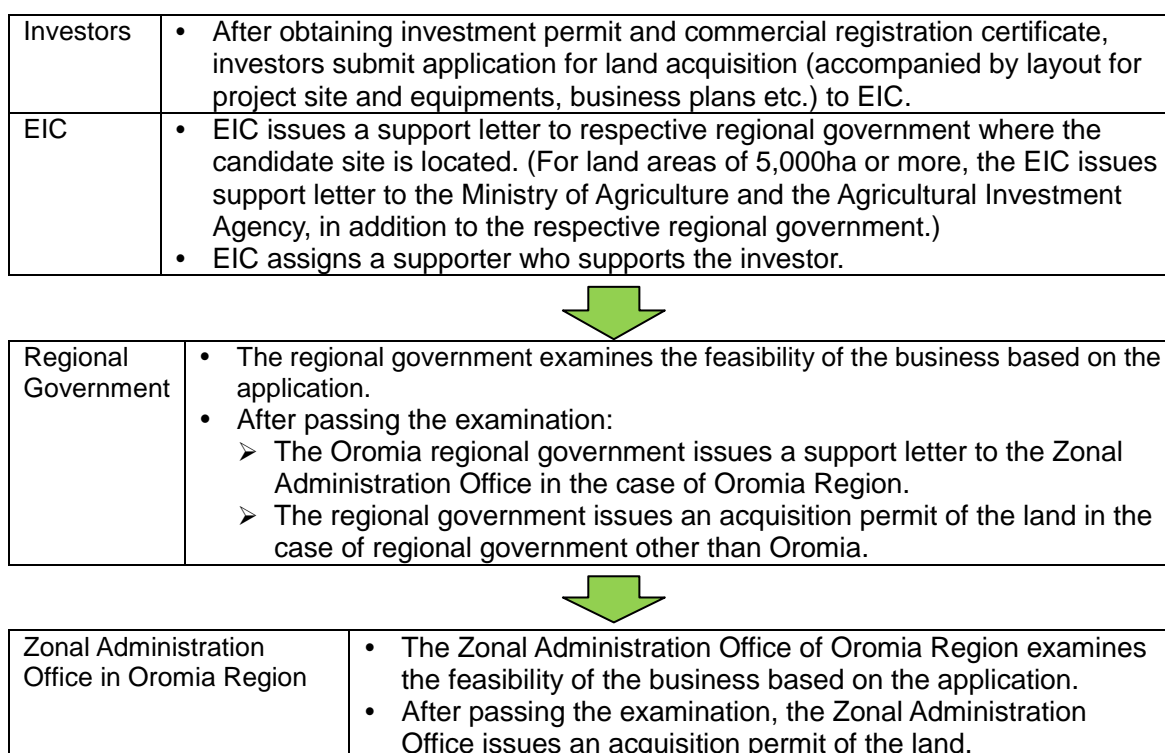 Investors
• After obtaining investment permit and commercial registration certificate,
investors submit application for land acquisition (accompanied by layout for
project site and equipments, business plans etc.) to EIC.
EIC
• EIC issues a support letter to respective regional government where the
candidate site is located. (For land areas of 5,000ha or more, the EIC issues
support letter to the Ministry of Agriculture and the Agricultural Investment
Agency, in addition to the respective regional government.)
• EIC assigns a supporter who supports the investor.
Regional
Government
• The regional government examines the feasibility of the business based on the
application.
• After passing the examination:
➢ The Oromia regional government issues a support letter to the Zonal
Administration Office in the case of Oromia Region.
➢ The regional government issues an acquisition permit of the land in the
case of regional government other than Oromia.
Zonal Administration
Office in Oromia Region
• The Zonal Administration Office of Oromia Region examines
the feasibility of the business based on the application.
• After passing the examination, the Zonal Administration
Office issues an acquisition permit of the land.